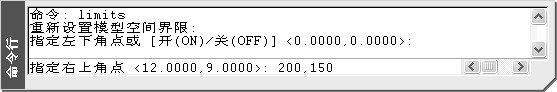 命令: limits
重新设置模型空间界限:
指定左下角点或 [开(ON)/关(OFF)] <0.0000,0.0000>:
指定右上角点 <12.0000,9.0000>: 200,150
命令行